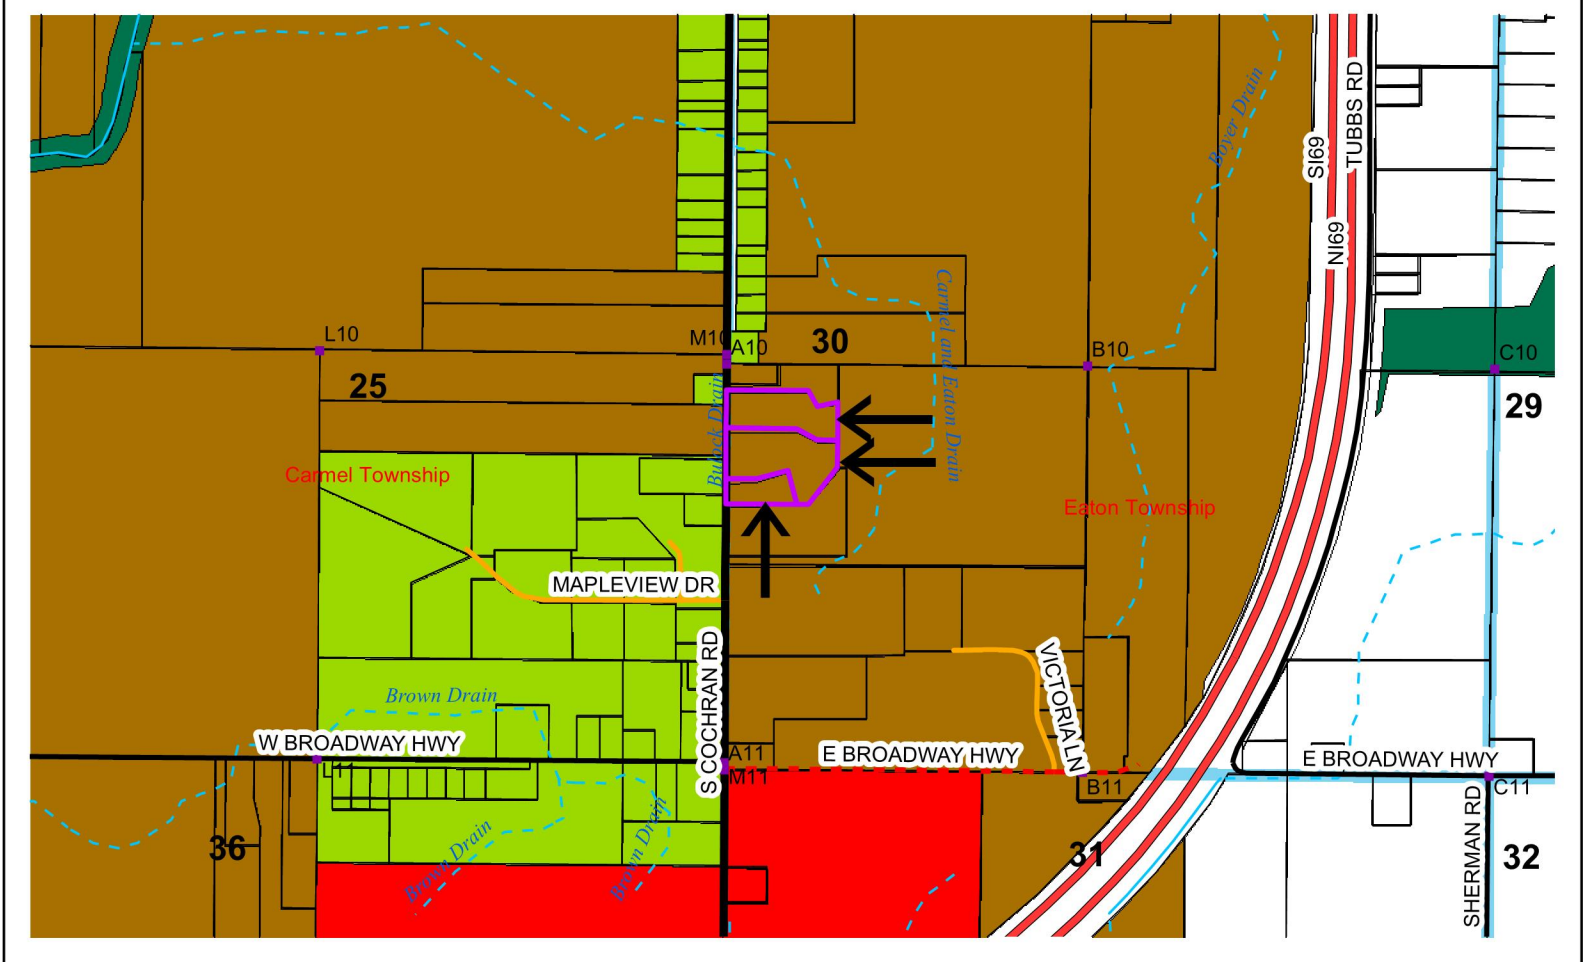 Boyer Drain
TUBBS RD
SI69
NI69
L10
M10
A10
30
B10
C10
25
29
Carmel and Eaton Drain
Bullock Drain
Carmel Township
Eaton Township
MAPLEVIEW DR
S COCHRAN RD
VICTORIA LN
Brown Drain
W BROADWAY HWY
A11
E BROADWAY HWY
E BROADWAY HWY
M11
B11
C11
36
Brown Drain
Brown Drain
31
SHERMAN RD
32